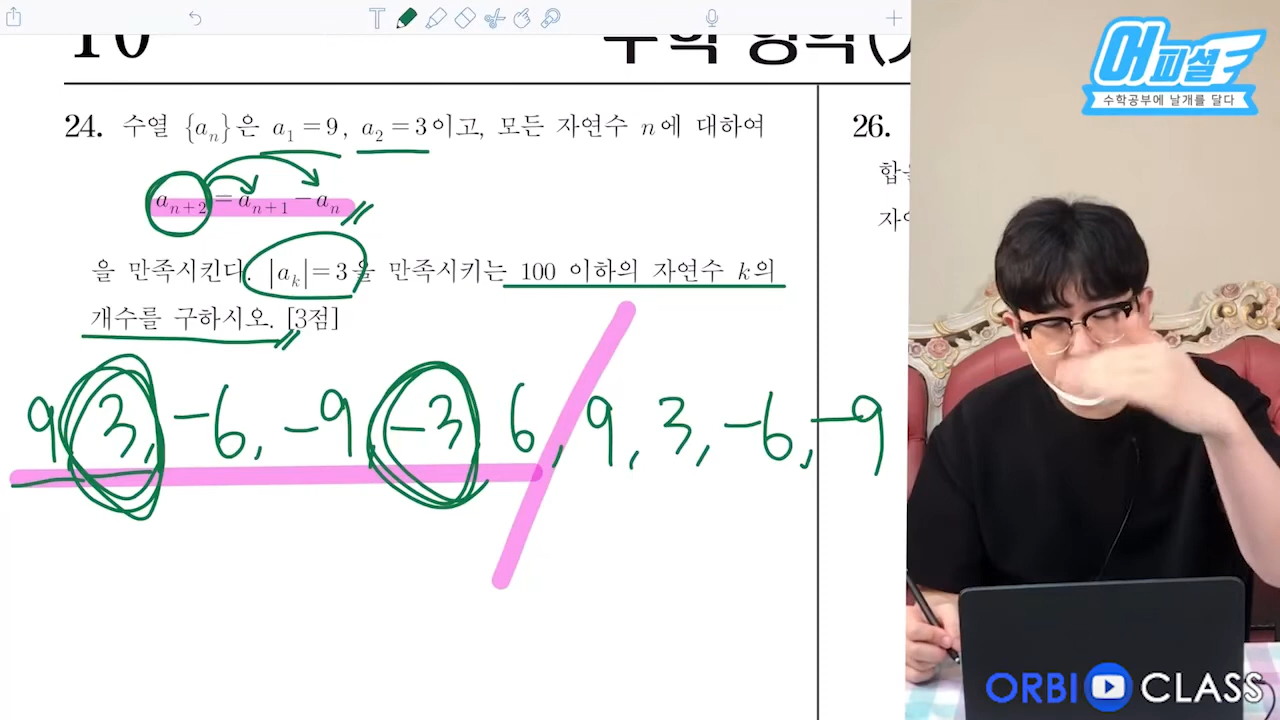 24. 수열 {aₙ}은 a₁=9, a₂=3이고, 모든 자연수 n에 대하여
aₙ₊₂=aₙ₊₁-aₙ
을 만족시킨다. |aₖ|=3을 만족시키는 100 이하의 자연수 k의
개수를 구하시오. [3점]
9 3, -6, -9, -3 6, 9, 3, -6, -9
26.
어피셜
수학공부에 날개를 달다
ORBI CLASS